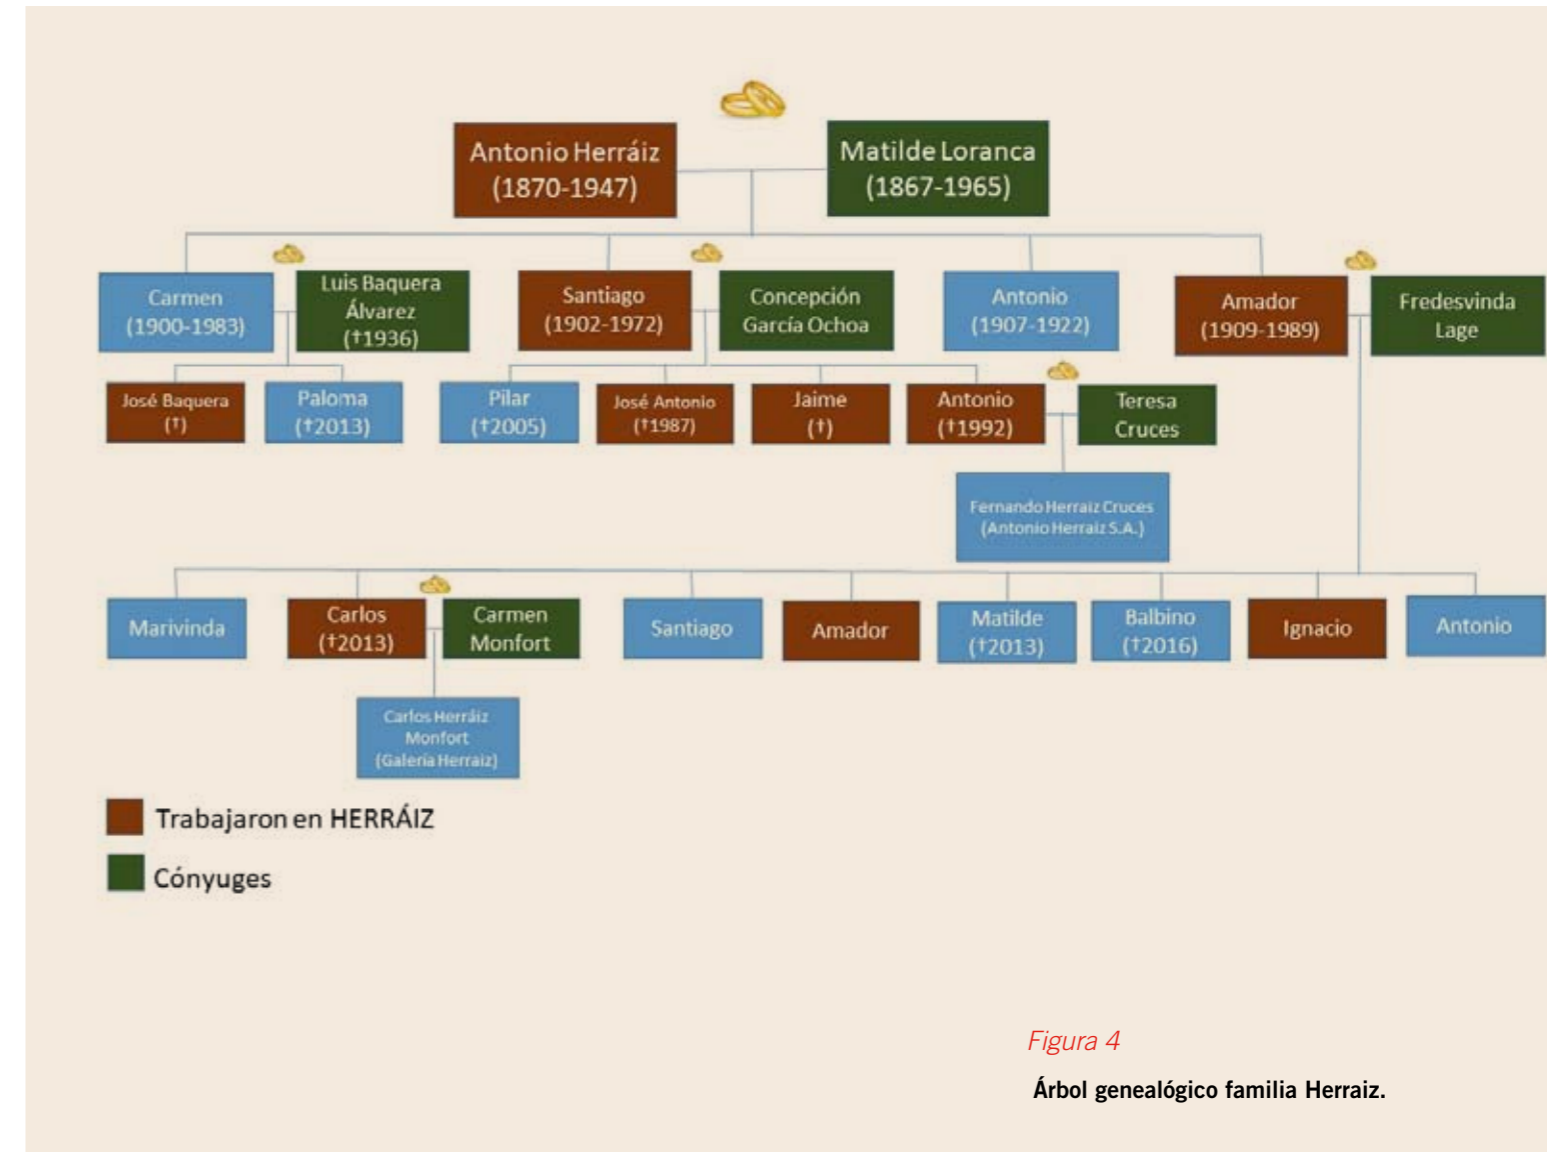 Antonio Herráiz
(1870-1947)
Matilde Loranca
(1867-1965)
Carmen
(1900-1983)
Luis Baquera
Álvarez
(†1936)
Santiago
(1902-1972)
Concepción
García Ochoa
Antonio
(1907-1922)
Amador
(1909-1989)
Fredesvinda
Lage
José Baquera
(†)
Paloma
(†2013)
Pilar
(†2005)
José Antonio
(†1987)
Jaime
(†)
Antonio
(†1992)
Teresa
Cruces
Fernando Herraiz Cruces
(Antonio Herraiz S.A.)
Marivinda
Carlos
(†2013)
Carmen
Monfort
Santiago
Amador
Matilde
(†2013)
Balbino
(†2016)
Ignacio
Antonio
Carlos Herráiz
Monfort
(Galería Herraiz)
Trabajaron en HERRÁIZ
Cónyuges
Figura 4
Árbol genealógico familia Herraiz.